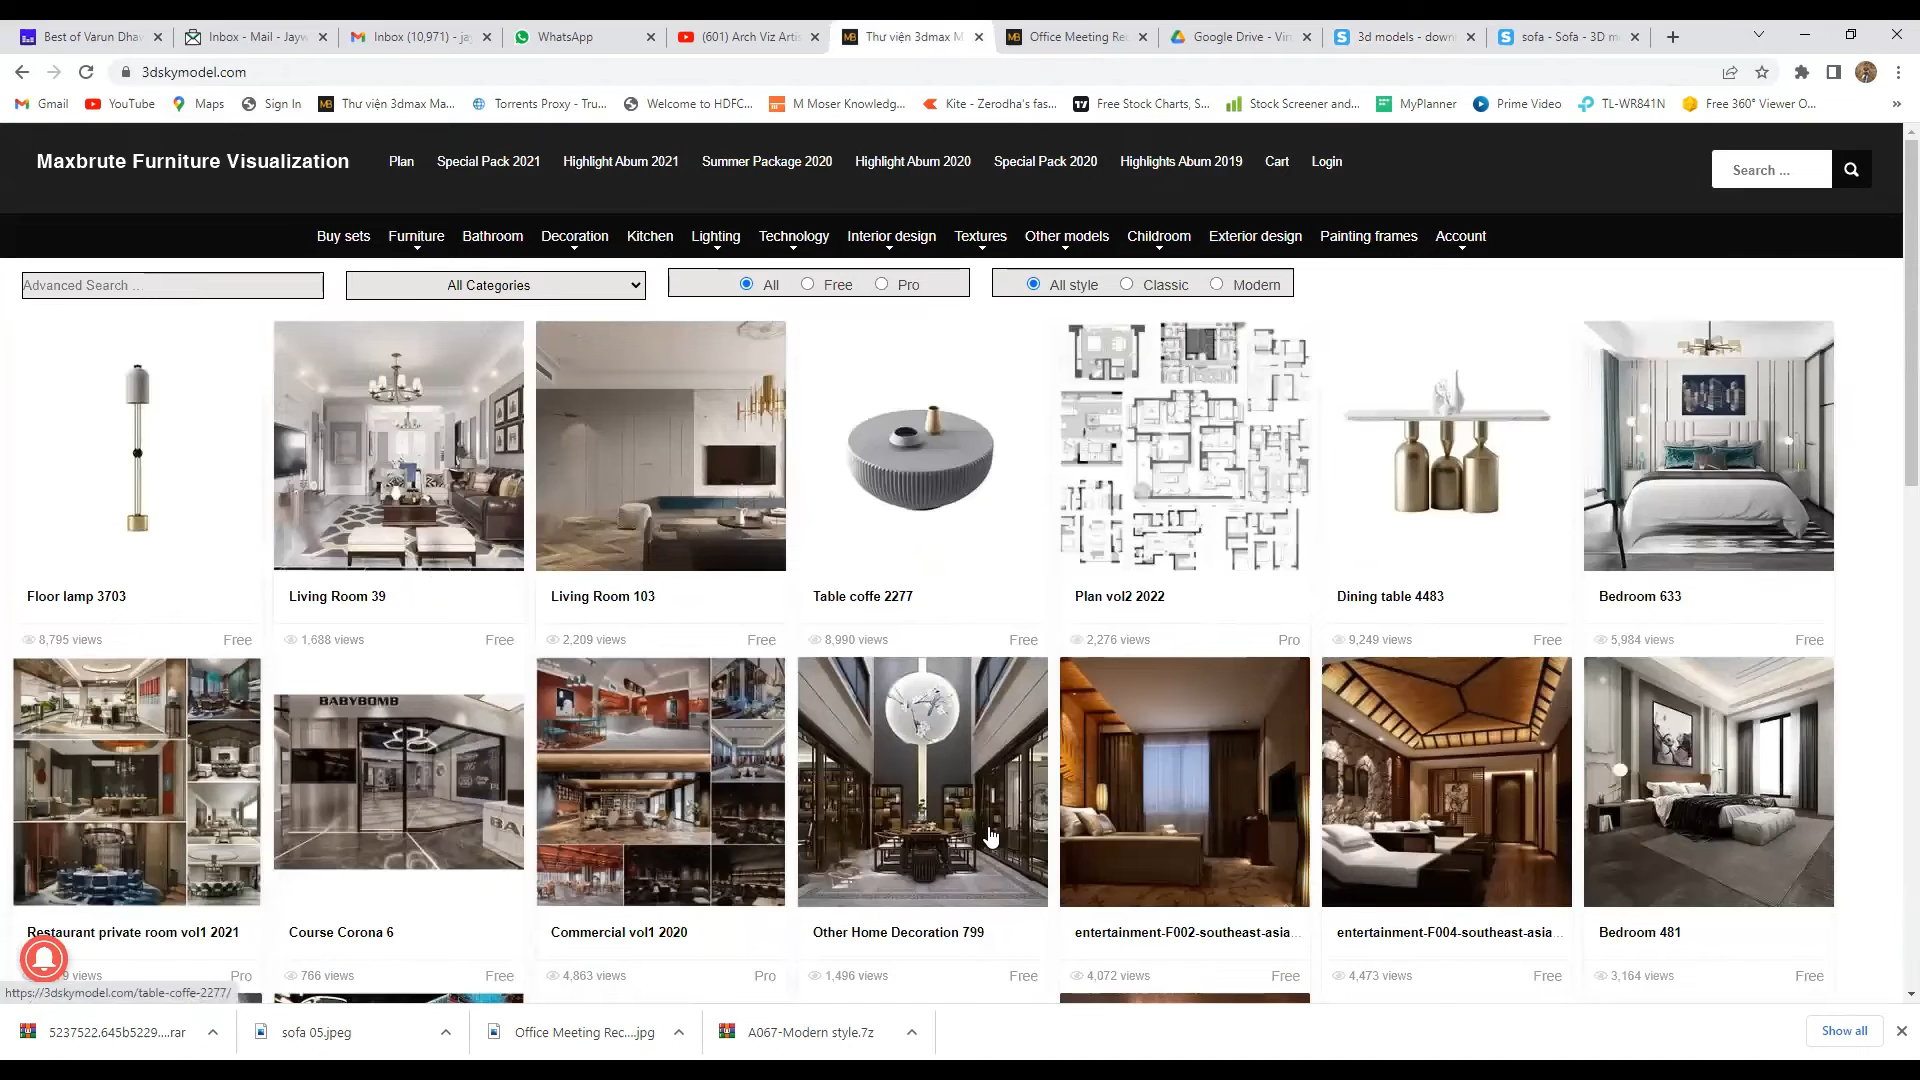 Best of Varun Dha
Inbox - Mail - Jayw
Inbox (10,971) - ja
WhatsApp
(601) Arch Viz Arti
Thư viện 3dmax M
Office Meeting Re
Google Drive - Vir
3d models - dow
sofa - Sofa - 3D m
3dskymodel.com
Gmail
YouTube
Maps
Sign In
Thư viện 3dmax Ma...
Torrents Proxy - Tru...
Welcome to HDFC...
M Moser Knowledg...
Kite - Zerodha's fas...
Free Stock Charts, S...
Stock Screener and...
MyPlanner
Prime Video
TL-WR841N
Free 360° Viewer O...
Maxbrute Furniture Visualization
Plan
Special Pack 2021
Highlight Abum 2021
Summer Package 2020
Highlight Abum 2020
Special Pack 2020
Highlights Abum 2019
Cart
Login
Search ...
Buy sets
Furniture
Bathroom
Decoration
Kitchen
Lighting
Technology
Interior design
Textures
Other models
Childroom
Exterior design
Painting frames
Account
Advanced Search ...
All Categories
All
Free
Pro
All style
Classic
Modern
Floor lamp 3703
Living Room 39
Living Room 103
Table coffe 2277
Plan vol2 2022
Dining table 4483
Bedroom 633
8,795 views
Free
1,688 views
Free
2,209 views
Free
8,990 views
Free
2,276 views
Pro
9,249 views
Free
5,984 views
Free
BABYBOMB
BA
Restaurant private room vol1 2021
Course Corona 6
Commercial vol1 2020
Other Home Decoration 799
entertainment-F002-southeast-asia...
entertainment-F004-southeast-asia...
Bedroom 481
9 views
Pro
766 views
Free
4,863 views
Pro
1,496 views
Free
4,072 views
Free
4,473 views
Free
3,164 views
Free
https://3dskymodel.com/table-coffe-2277/
5237522.645b5229....rar
sofa 05.jpeg
Office Meeting Rec....jpg
A067-Modern style.7z
Show all